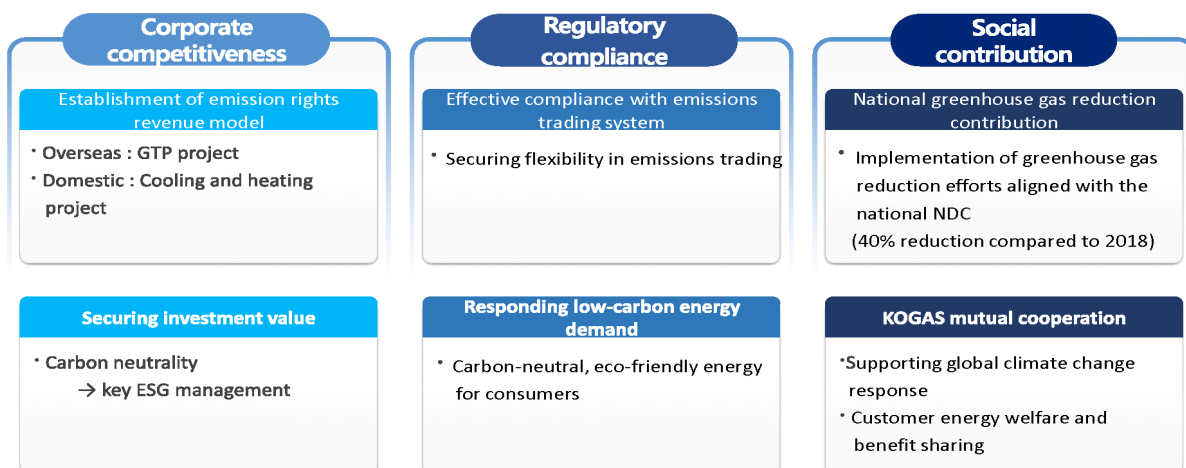 Corporate
competitiveness
Establishment of emission rights
revenue model
• Overseas : GTP project
• Domestic : Cooling and heating
project
Securing investment value
• Carbon neutrality
→ key ESG management
Regulatory
compliance
Effective compliance with emissions
trading system
• Securing flexibility in emissions trading
Responding low-carbon energy
demand
• Carbon-neutral, eco-friendly energy
for consumers
Social
contribution
National greenhouse gas reduction
contribution
• Implementation of greenhouse gas
reduction efforts aligned with the
national NDC
(40% reduction compared to 2018)
KOGAS mutual cooperation
•Supporting global climate change
response
• Customer energy welfare and
benefit sharing